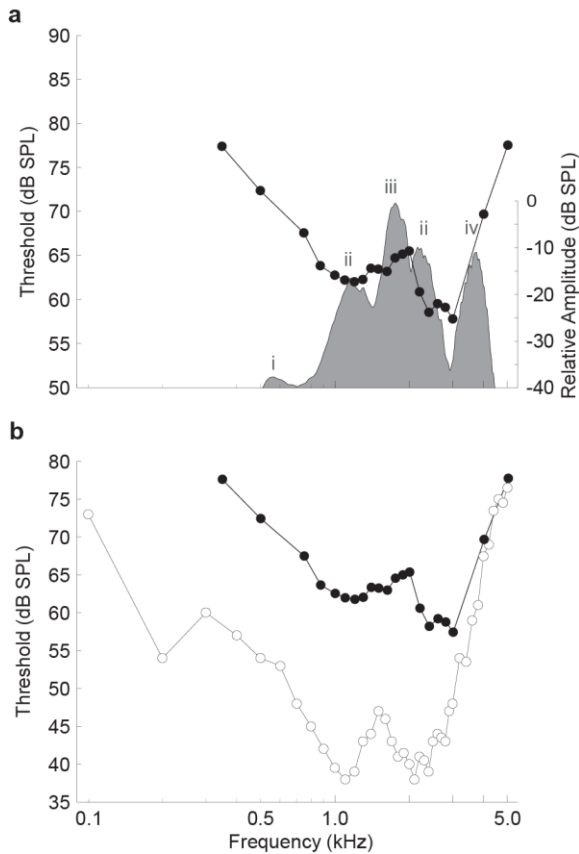 a
90
85
80
75
70
65
60
55
50
Threshold (dB SPL)
i
ii
iii
ii
iv
0
-10
-20
-30
-40
Relative Amplitude (dB SPL)
b
80
75
70
65
60
55
50
45
40
35
Threshold (dB SPL)
0.1
0.5
1.0
5.0
Frequency (kHz)